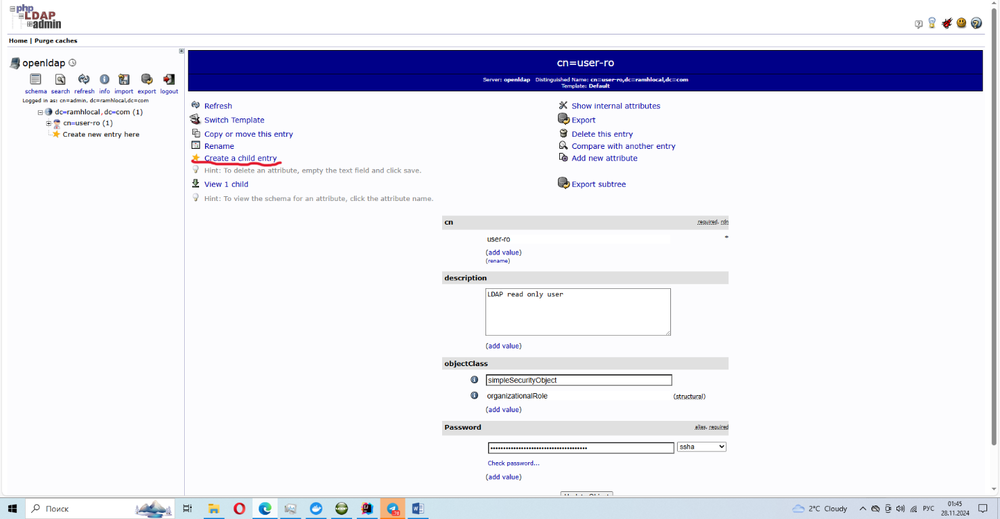 php
LDAP
admin
Home | Purge caches
openldap
schema search refresh info import export logout
Logged in as: cn=admin, dc=ramhlocal,dc=com
dc=ramhlocal,dc=com (1)
cn=user-ro (1)
Create new entry here
cn=user-ro
Server: openldap Distinguished Name: cn=user-ro,dc=ramhlocal,dc=com
Template: Default
Refresh
Show internal attributes
Switch Template
Export
Copy or move this entry
Delete this entry
Rename
Compare with another entry
Create a child entry
Add new attribute
Hint: To delete an attribute, empty the text field and click save.
View 1 child
Export subtree
Hint: To view the schema for an attribute, click the attribute name.
cn required, rdn
user-ro *
(add value)
(rename)
description
LDAP read only user
(add value)
objectClass
simpleSecurityObject
organizationalRole (structural)
(add value)
Password alias, required
•••••••••••••••••••••••••••••••••••••• ssha
Check password...
(add value)
Update Object
Поиск
78
2°C Cloudy
РУС
01:45
28.11.2024